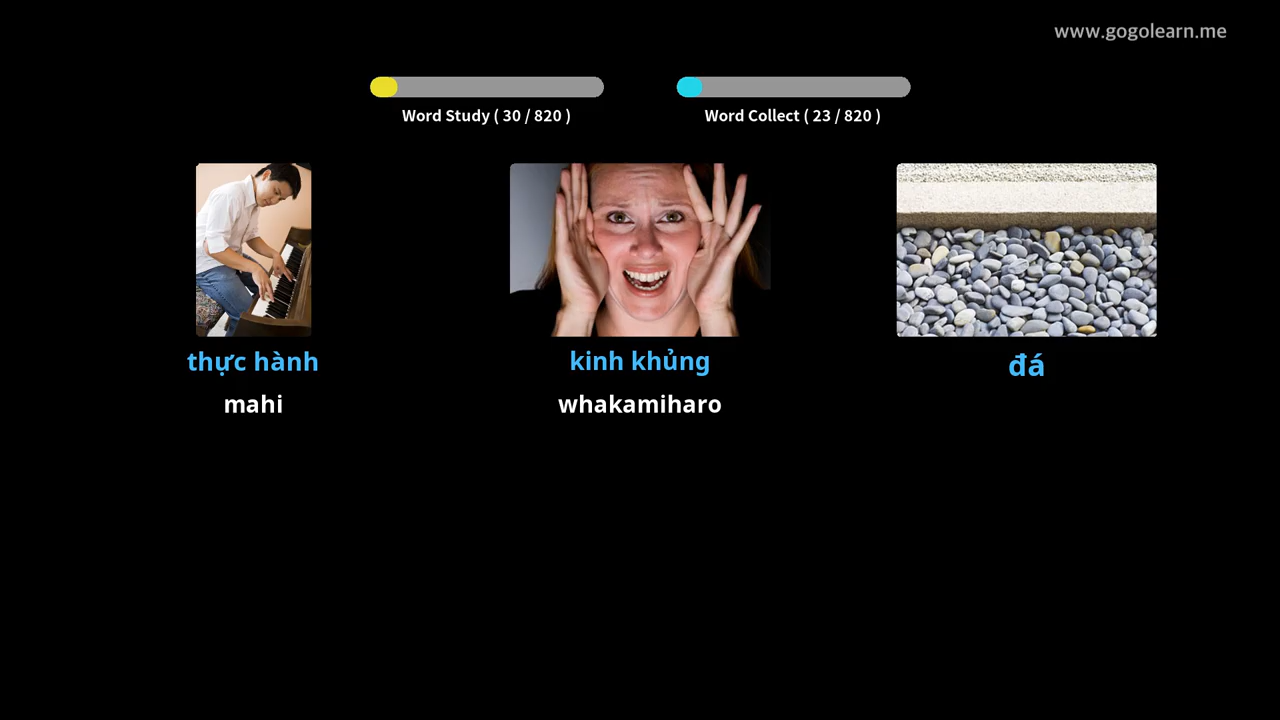 www.gogolearn.me
Word Study ( 30 / 820 )
Word Collect ( 23 / 820 )
thực hành
kinh khủng
đá
mahi
whakamiharo